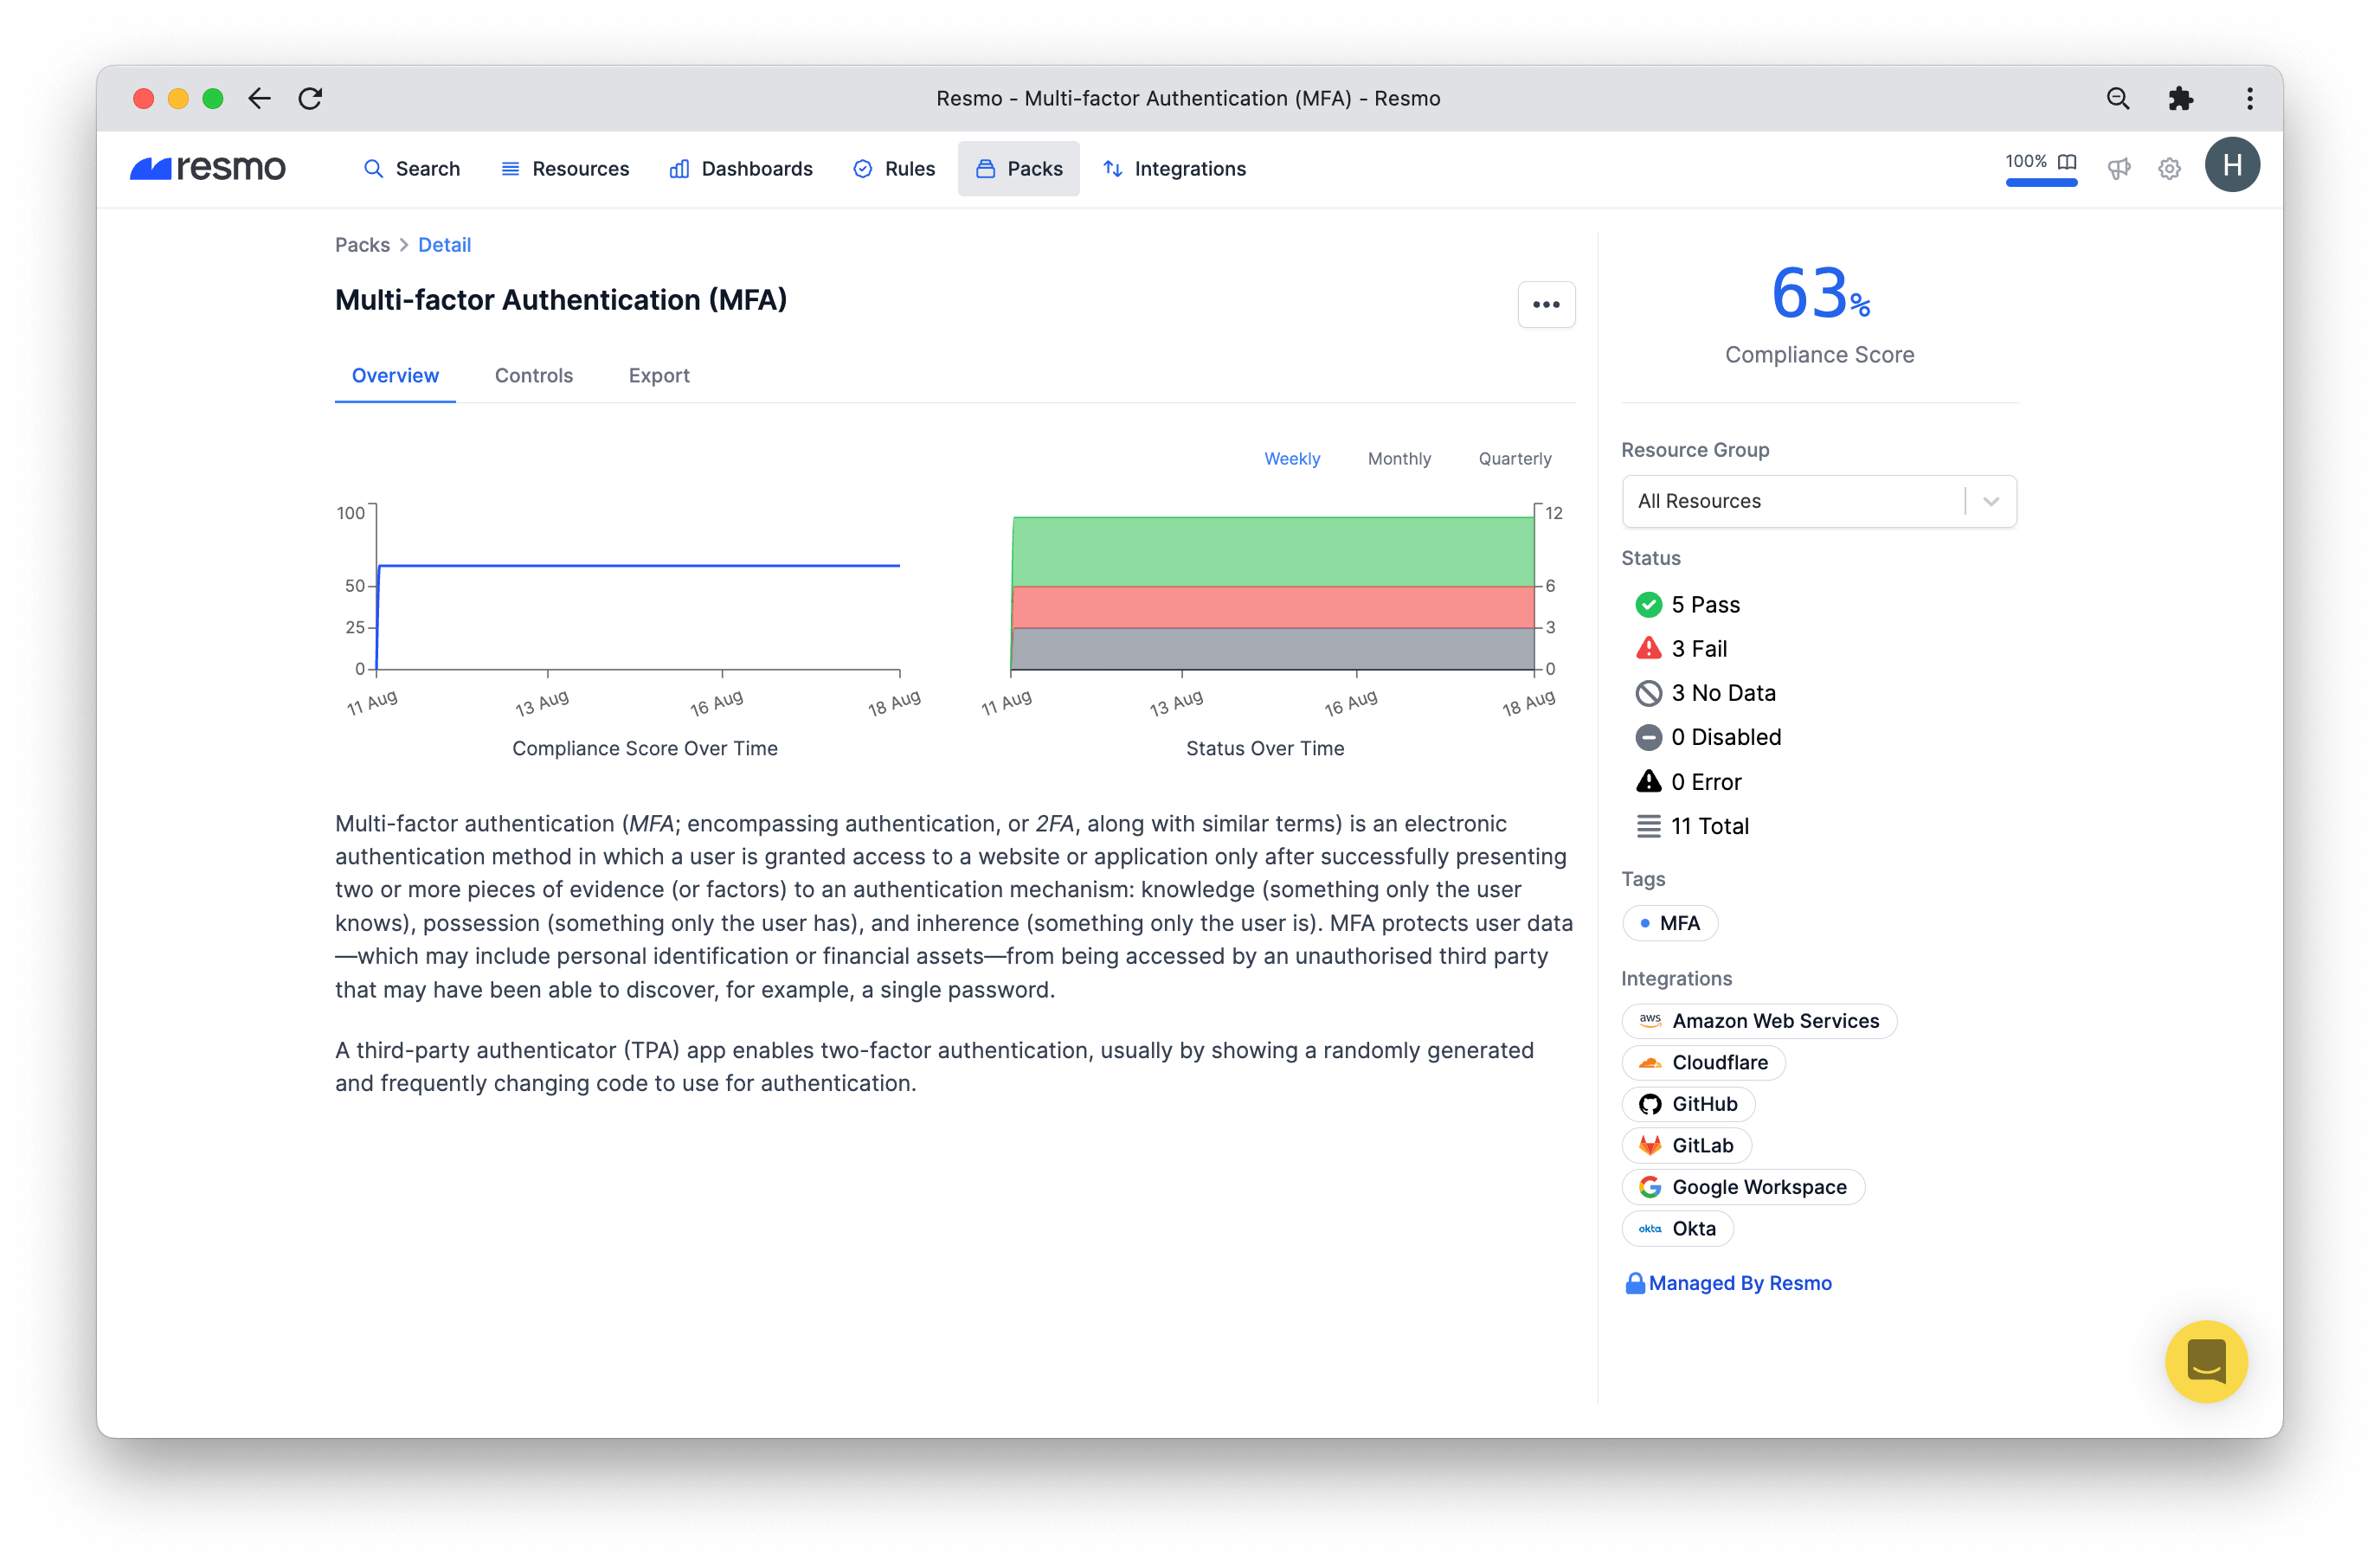 Resmo - Multi-factor Authentication (MFA) - Resmo
resmo
Search
Resources
Dashboards
Rules
Packs
Integrations
100%
H
Packs > Detail
Multi-factor Authentication (MFA)
Overview
Controls
Export
Weekly
Monthly
Quarterly
100
50
25
0
11 Aug
13 Aug
16 Aug
18 Aug
Compliance Score Over Time
12
6
3
0
11 Aug
13 Aug
16 Aug
18 Aug
Status Over Time
Multi-factor authentication (MFA; encompassing authentication, or 2FA, along with similar terms) is an electronic
authentication method in which a user is granted access to a website or application only after successfully presenting
two or more pieces of evidence (or factors) to an authentication mechanism: knowledge (something only the user
knows), possession (something only the user has), and inherence (something only the user is). MFA protects user data
—which may include personal identification or financial assets—from being accessed by an unauthorised third party
that may have been able to discover, for example, a single password.
A third-party authenticator (TPA) app enables two-factor authentication, usually by showing a randomly generated
and frequently changing code to use for authentication.
63%
Compliance Score
Resource Group
All Resources
Status
5 Pass
3 Fail
3 No Data
0 Disabled
0 Error
11 Total
Tags
MFA
Integrations
aws Amazon Web Services
Cloudflare
GitHub
GitLab
Google Workspace
okta Okta
Managed By Resmo